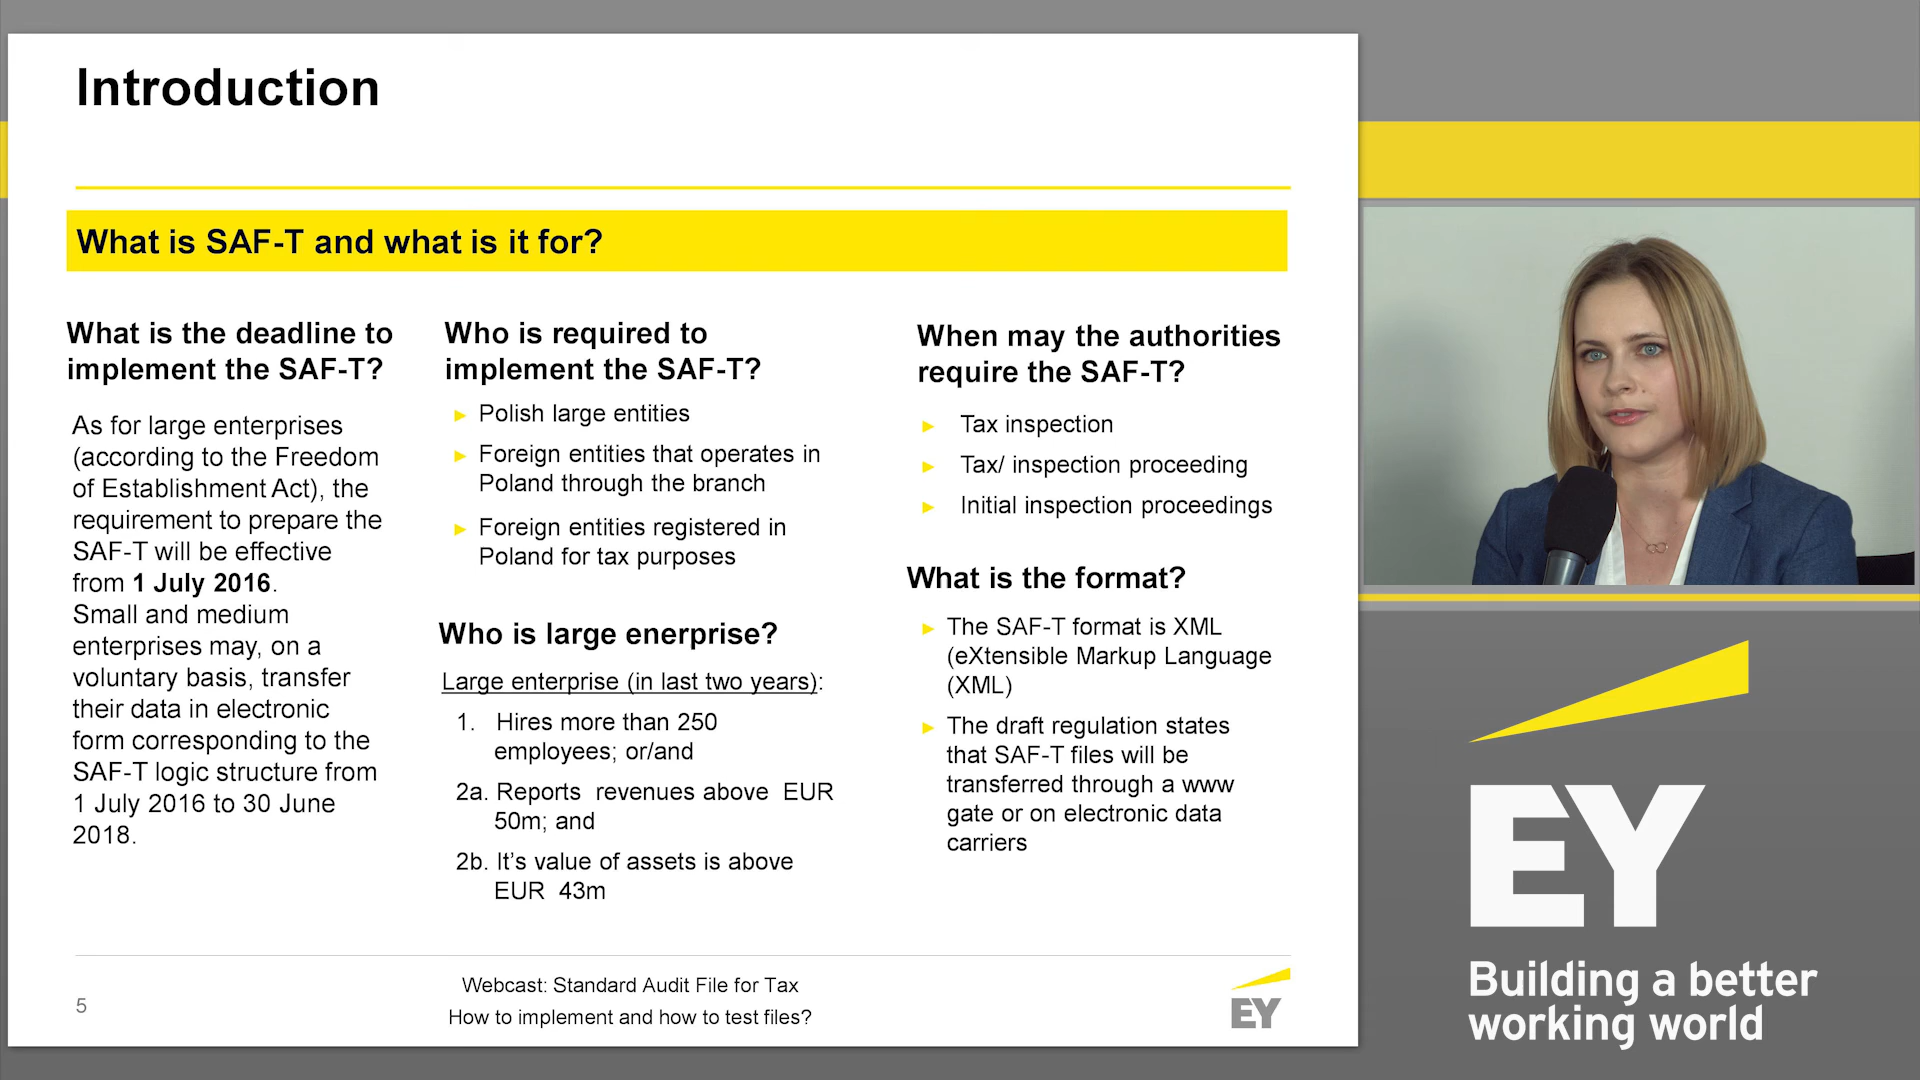 Introduction
What is SAF-T and what is it for?
What is the deadline to
implement the SAF-T?
As for large enterprises
(according to the Freedom
of Establishment Act), the
requirement to prepare the
SAF-T will be effective
from 1 July 2016.
Small and medium
enterprises may, on a
voluntary basis, transfer
their data in electronic
form corresponding to the
SAF-T logic structure from
1 July 2016 to 30 June
2018.
Who is required to
implement the SAF-T?
► Polish large entities
► Foreign entities that operates in
Poland through the branch
► Foreign entities registered in
Poland for tax purposes
Who is large enerprise?
Large enterprise (in last two years):
1. Hires more than 250
employees; or/and
2a. Reports revenues above EUR
50m; and
2b. It's value of assets is above
EUR 43m
When may the authorities
require the SAF-T?
► Tax inspection
► Tax/ inspection proceeding
► Initial inspection proceedings
What is the format?
► The SAF-T format is XML
(eXtensible Markup Language
(XML)
► The draft regulation states
that SAF-T files will be
transferred through a www
gate or on electronic data
carriers
5
Webcast: Standard Audit File for Tax
How to implement and how to test files?
EY
EY
Building a better
working world